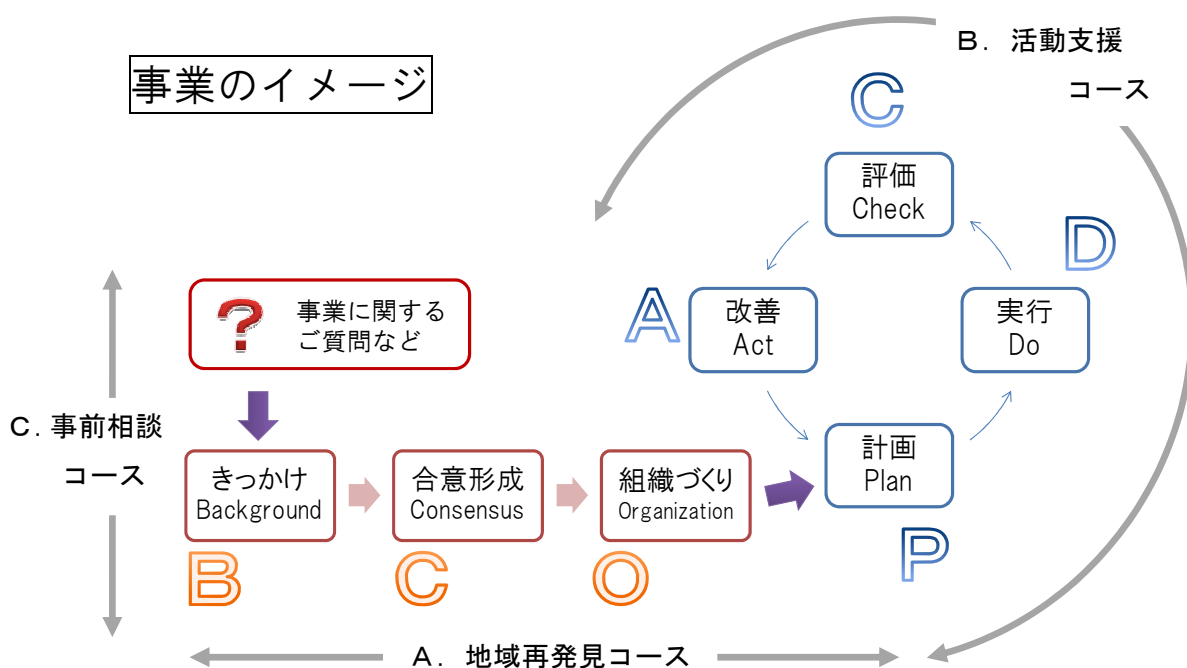 事業のイメージ
B. 活動支援
コース
C
評価
Check
D
A
改善
Act
実行
Do
?
事業に関する
ご質問など
C. 事前相談
コース
計画
Plan
P
きっかけ
Background
合意形成
Consensus
組織づくり
Organization
B
C
O
A. 地域再発見コース